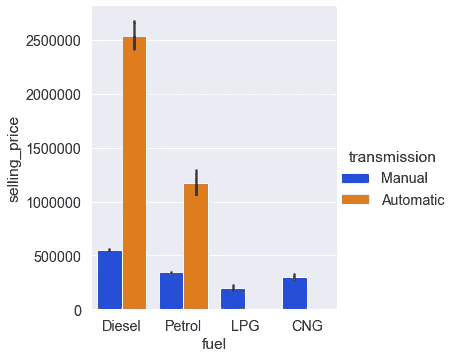 2500000
2000000
1500000
1000000
500000
0
selling_price
Diesel Petrol LPG CNG
fuel
transmission
Manual
Automatic